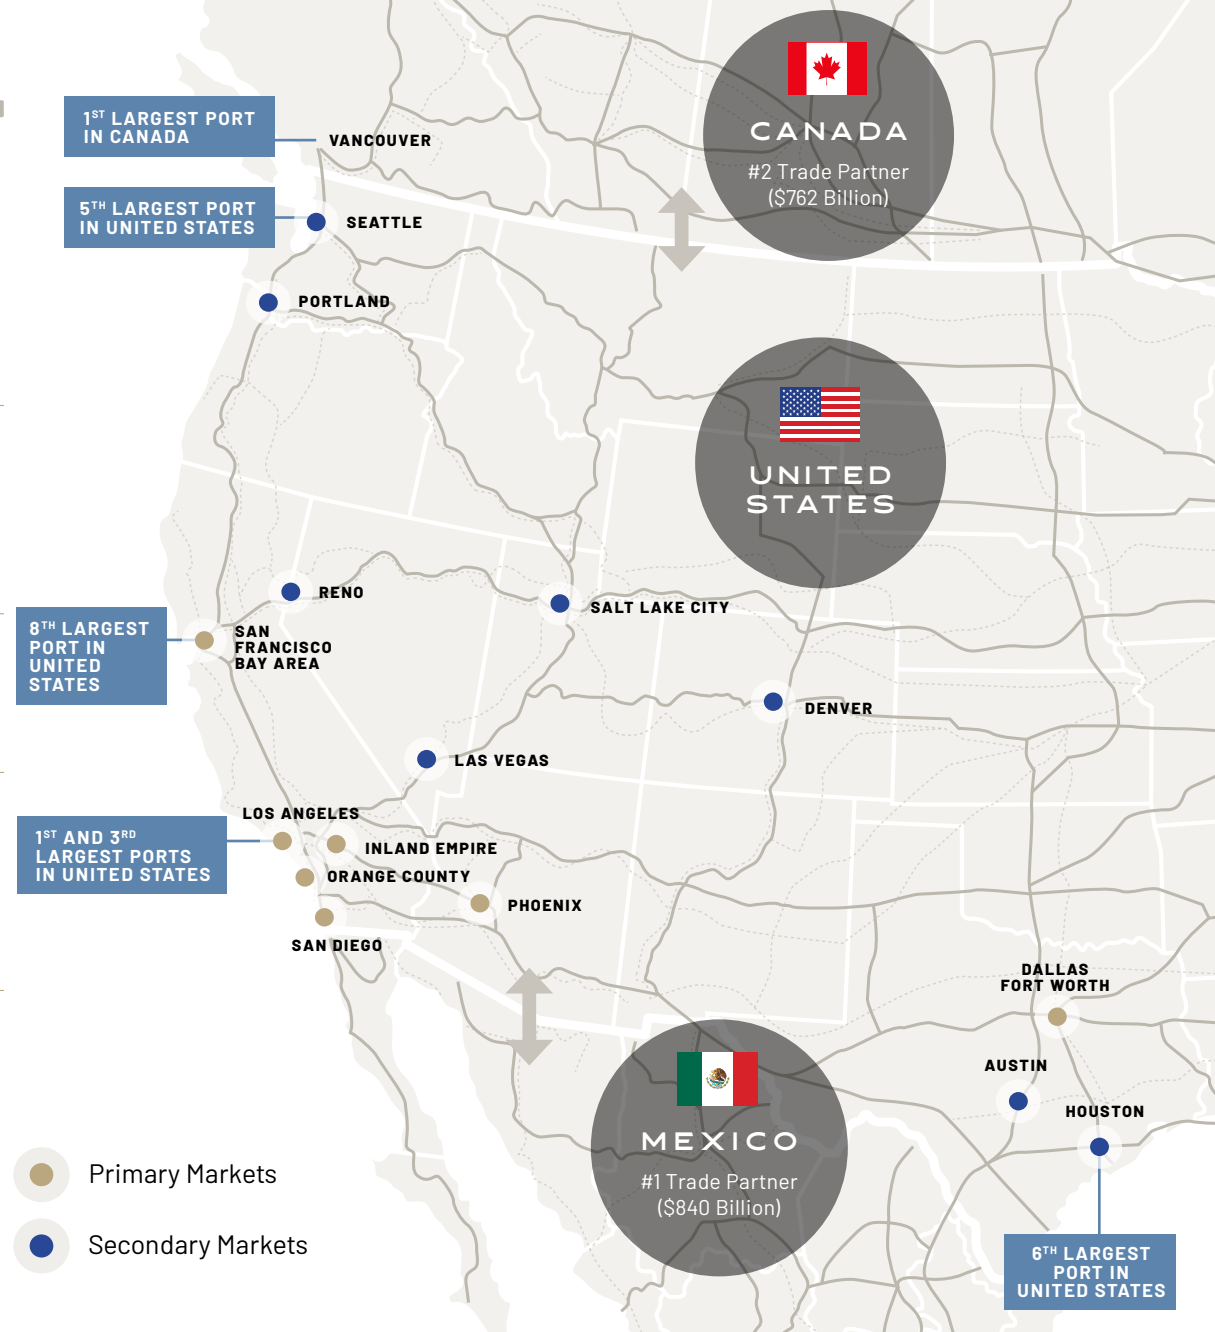 1ST LARGEST PORT
IN CANADA
VANCOUVER
CANADA
#2 Trade Partner
($762 Billion)
5TH LARGEST PORT
IN UNITED STATES
SEATTLE
PORTLAND
UNITED
STATES
RENO
SALT LAKE CITY
8TH LARGEST
PORT IN
UNITED
STATES
SAN
FRANCISCO
BAY AREA
DENVER
LAS VEGAS
LOS ANGELES
1ST AND 3RD
LARGEST PORTS
IN UNITED STATES
INLAND EMPIRE
ORANGE COUNTY
PHOENIX
SAN DIEGO
DALLAS
FORT WORTH
AUSTIN
HOUSTON
MEXICO
#1 Trade Partner
($840 Billion)
Primary Markets
Secondary Markets
6TH LARGEST
PORT IN
UNITED STATES